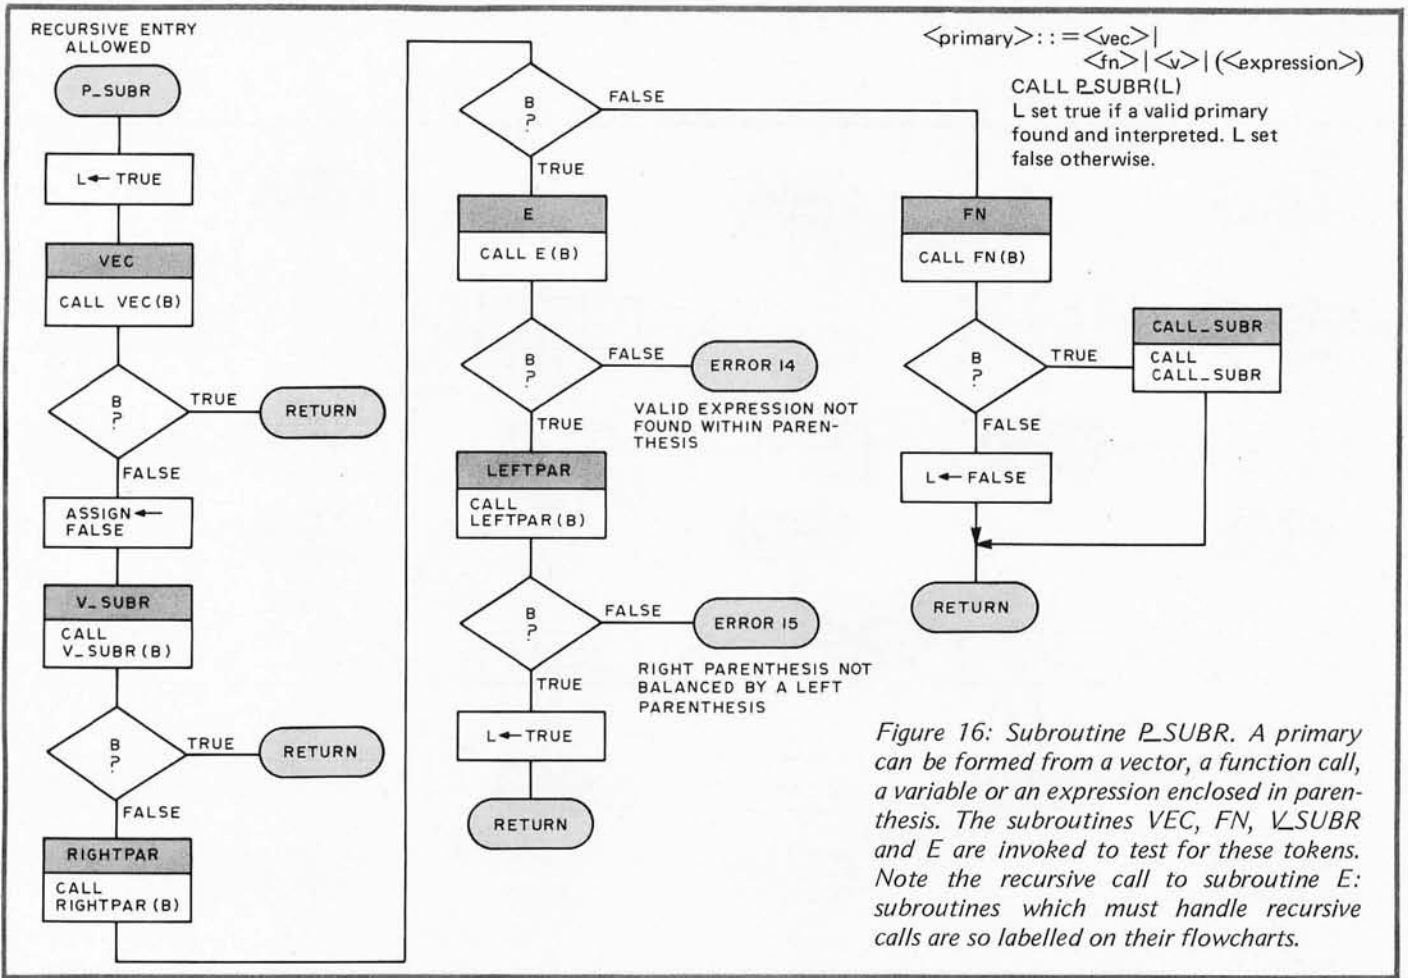 RECURSIVE ENTRY
ALLOWED
P_SUBR
L ← TRUE
VEC
CALL VEC(B)
B
?
TRUE
RETURN
FALSE
ASSIGN ←
FALSE
V_SUBR
CALL
V_SUBR(B)
B
?
TRUE
RETURN
FALSE
RIGHTPAR
CALL
RIGHTPAR(B)
B
?
FALSE
TRUE
E
CALL E(B)
B
?
FALSE
ERROR 14
VALID EXPRESSION NOT
FOUND WITHIN PAREN-
THESIS
TRUE
LEFTPAR
CALL
LEFTPAR(B)
B
?
FALSE
ERROR 15
RIGHT PARENTHESIS NOT
BALANCED BY A LEFT
PARENTHESIS
TRUE
L ← TRUE
RETURN
<primary>::=<vec>|
<fn>|<v>|(<expression>)
CALL P_SUBR(L)
L set true if a valid primary
found and interpreted. L set
false otherwise.
FN
CALL FN(B)
B
?
TRUE
CALL_SUBR
CALL
CALL_SUBR
FALSE
L ← FALSE
RETURN
Figure 16: Subroutine P_SUBR. A primary
can be formed from a vector, a function call,
a variable or an expression enclosed in paren-
thesis. The subroutines VEC, FN, V_SUBR
and E are invoked to test for these tokens.
Note the recursive call to subroutine E:
subroutines which must handle recursive
calls are so labelled on their flowcharts.